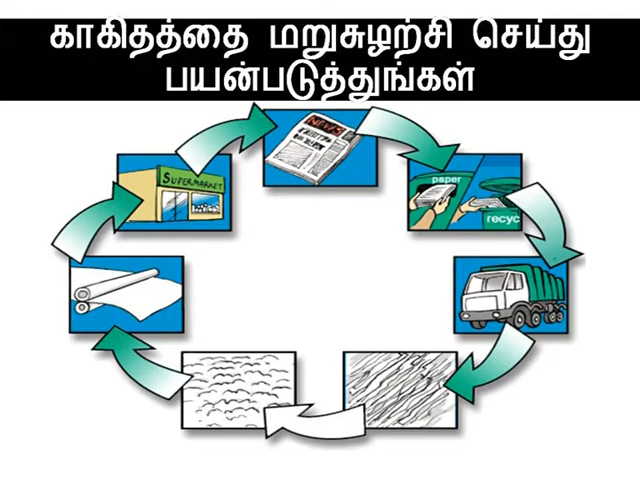 காகிதத்தை மறுசுழற்சி செய்து
பயன்படுத்துங்கள்
NEWS
SUPERMARKET
paper
recyc